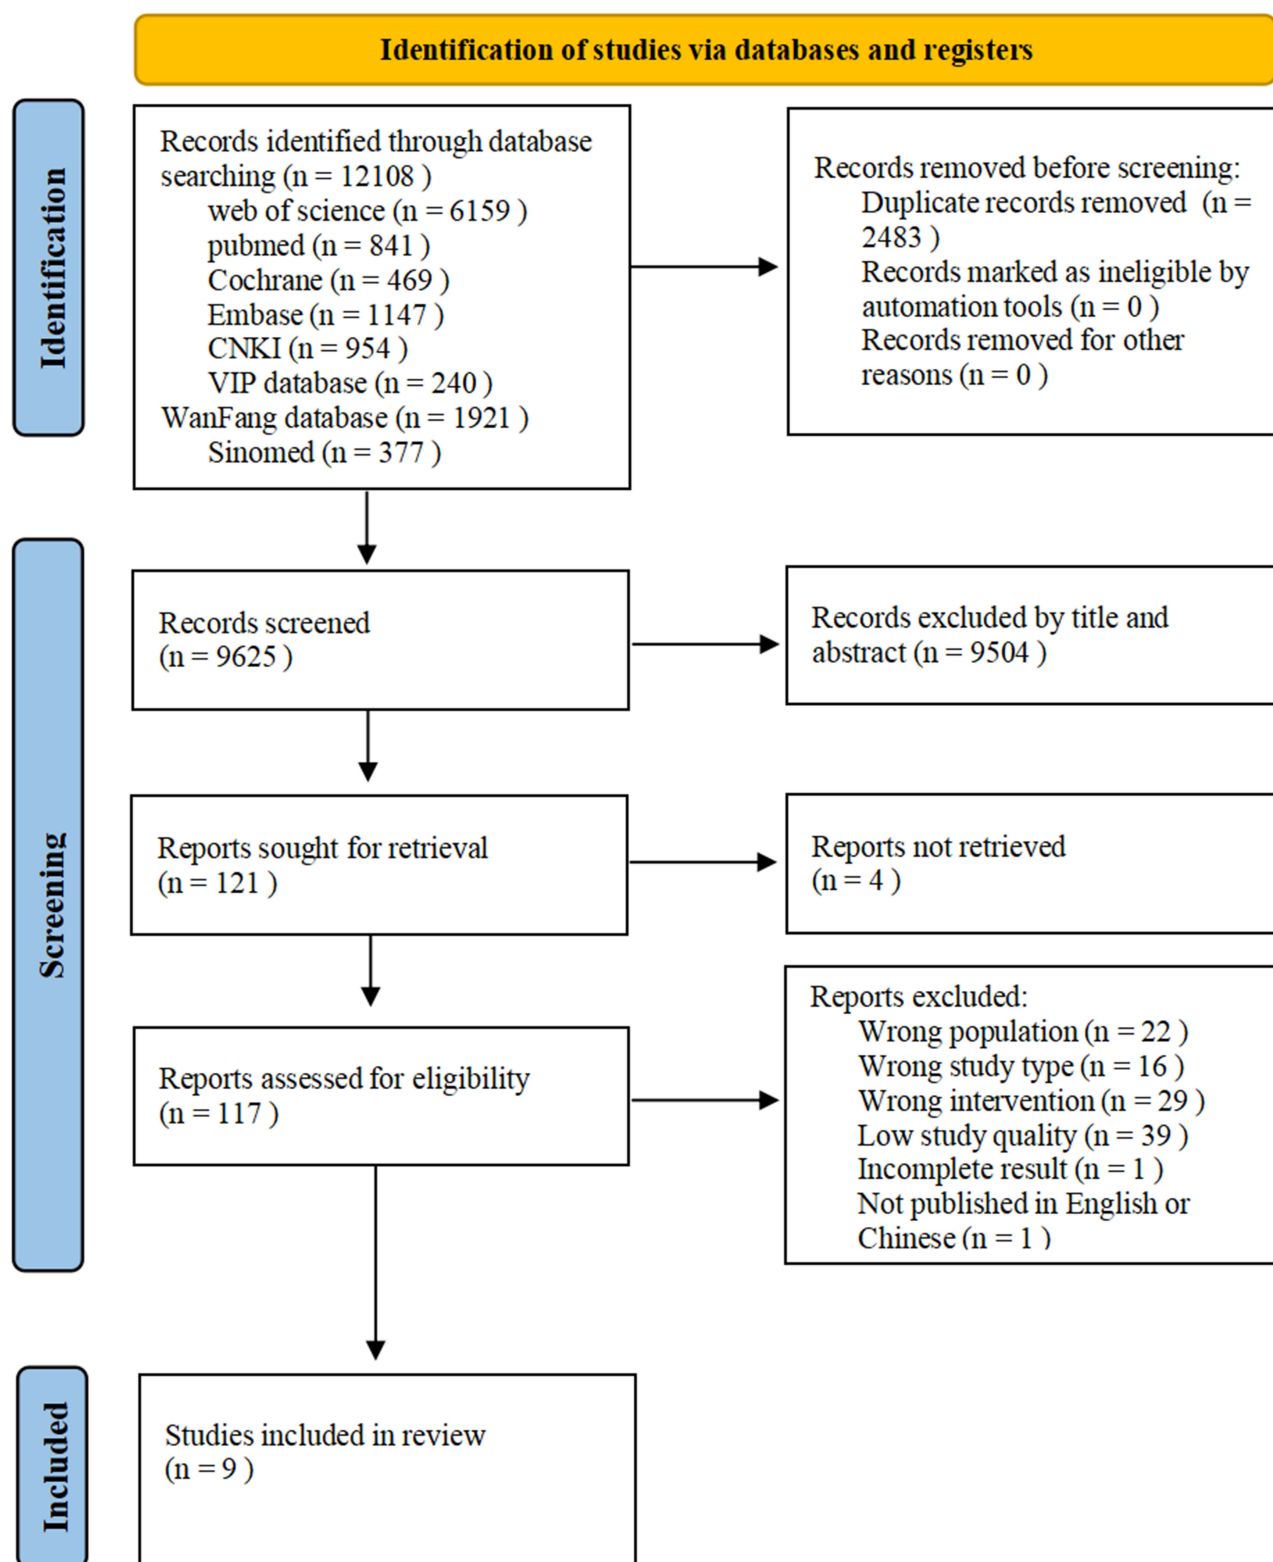 Identification of studies via databases and registers
Identification
Records identified through database
searching (n = 12108 )
web of science (n = 6159 )
pubmed (n = 841 )
Cochrane (n = 469 )
Embase (n = 1147 )
CNKI (n = 954 )
VIP database (n = 240 )
WanFang database (n = 1921 )
Sinomed (n = 377 )
Records removed before screening:
Duplicate records removed (n =
2483 )
Records marked as ineligible by
automation tools (n = 0 )
Records removed for other
reasons (n = 0 )
Screening
Records screened
(n = 9625 )
Records excluded by title and
abstract (n = 9504 )
Reports sought for retrieval
(n = 121 )
Reports not retrieved
(n = 4 )
Reports assessed for eligibility
(n = 117 )
Reports excluded:
Wrong population (n = 22 )
Wrong study type (n = 16 )
Wrong intervention (n = 29 )
Low study quality (n = 39 )
Incomplete result (n = 1 )
Not published in English or
Chinese (n = 1 )
Included
Studies included in review
(n = 9 )